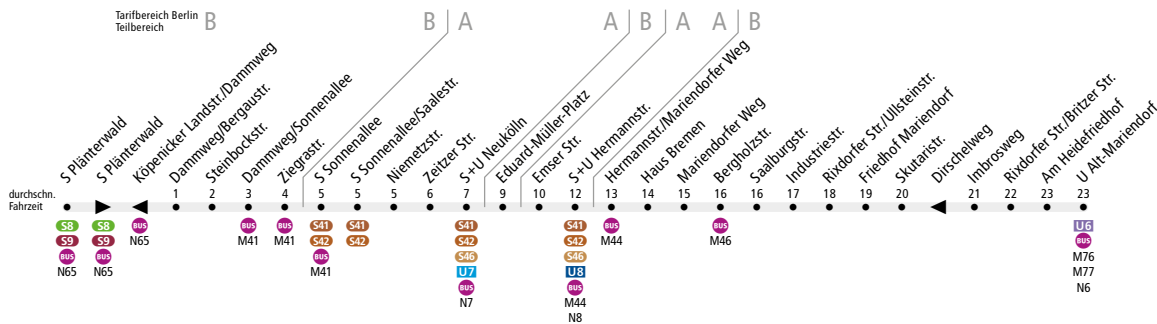 Tarifbereich Berlin
Teilbereich
B B A A B A A B
S Plänterwald
S Plänterwald
Köpenicker Landstr./Dammweg
Dammweg/Bergaustr.
Steinbockstr.
Dammweg/Sonnenallee
Ziegrastr.
S Sonnenallee
S Sonnenallee/Saalestr.
Niemetzstr.
Zeitzer Str.
S+U Neukölln
Eduard-Müller-Platz
Emser Str.
S+U Hermannstr.
Hermannstr./Mariendorfer Weg
Haus Bremen
Mariendorfer Weg
Bergholzstr.
Saalburgstr.
Industriestr.
Rixdorfer Str./Ullsteinstr.
Friedhof Mariendorf
Skutaristr.
Dirschelweg
Imbrosweg
Rixdorfer Str./Britzer Str.
Am Heidefriedhof
U Alt-Mariendorf
durchschn.
Fahrzeit
1 2 3 4 5 5 5 6 7 9 10 12 13 14 15 16 16 17 18 19 20 21 22 23 23
S8 S8 BUS BUS BUS S41 S41 S41 S41 BUS BUS U6
S9 S9 N65 M41 M41 S42 S42 S42 S42 M44 M46 BUS
BUS BUS BUS S46 S46 M76
N65 N65 M41 U7 U8 M77
BUS BUS N6
N7 M44
N8